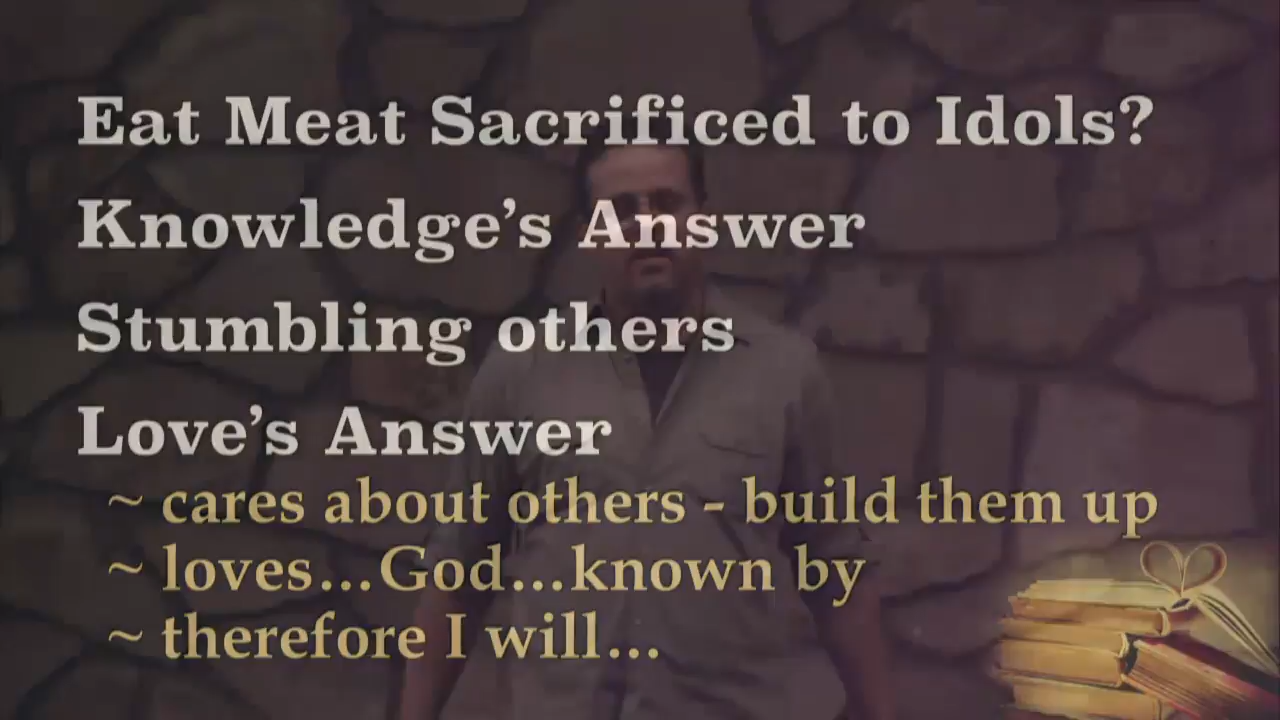 Eat Meat Sacrificed to Idols?
Knowledge’s Answer
Stumbling others
Love’s Answer
~ cares about others - build them up
~ loves…God…known by
~ therefore I will…